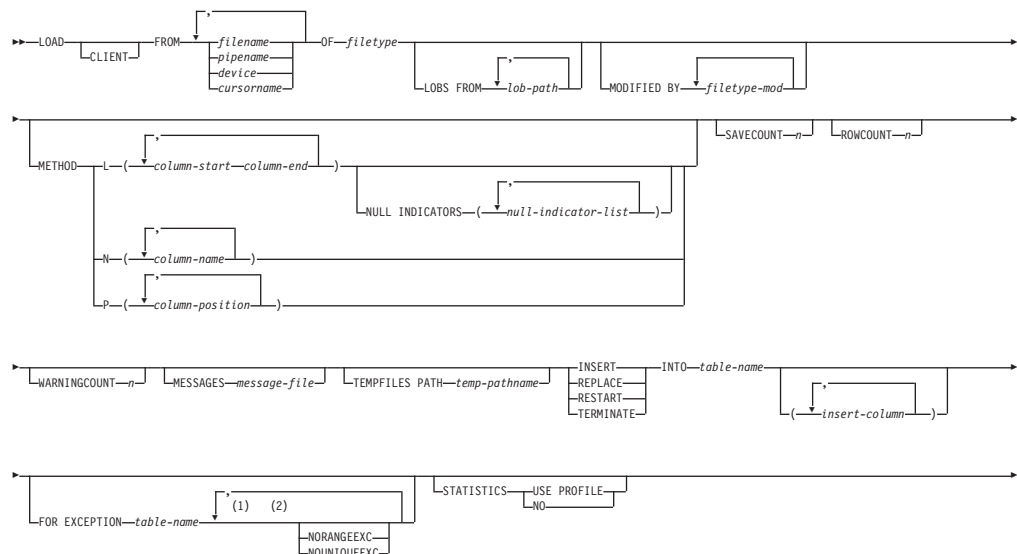 ,
LOAD CLIENT FROM filename OF filetype
pipename
device
cursorname
LOBS FROM , lob-path
MODIFIED BY filetype-mod
METHOD L ( , column-start column-end )
NULL INDICATORS ( , null-indicator-list )
N ( , column-name )
P ( , column-position )
SAVECOUNT n
ROWCOUNT n
WARNINGCOUNT n
MESSAGES message-file
TEMPFILES PATH temp-pathname
INSERT
REPLACE
RESTART
TERMINATE
INTO table-name
( , insert-column )
FOR EXCEPTION table-name
,
(1) (2)
NORANGEEXC
NOUNIQUEEXC
STATISTICS USE PROFILE
NO